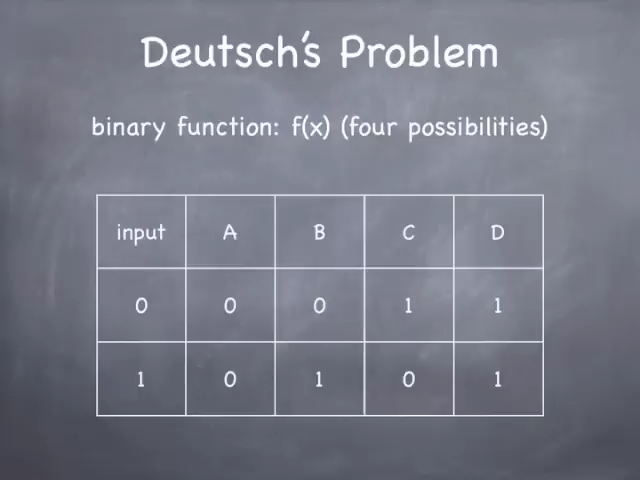 Deutsch's Problem
binary function: f(x) (four possibilities)
input A B C D
0 0 0 1 1
1 0 1 0 1